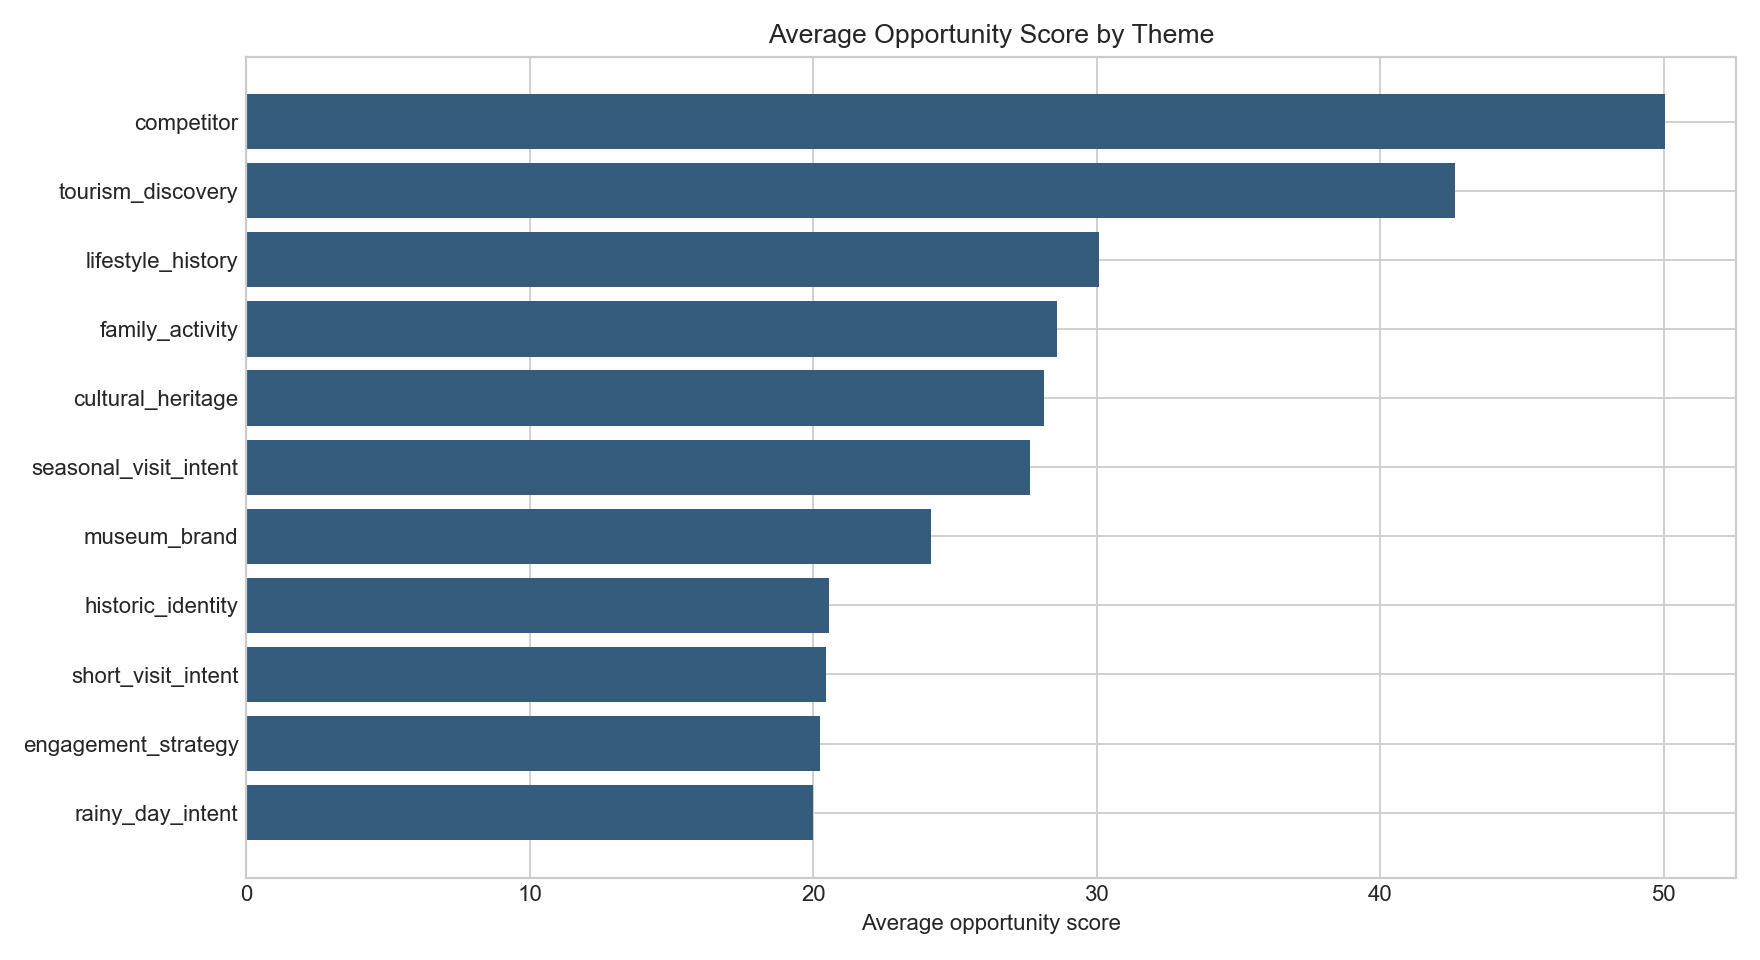 Average Opportunity Score by Theme
competitor
tourism_discovery
lifestyle_history
family_activity
cultural_heritage
seasonal_visit_intent
museum_brand
historic_identity
short_visit_intent
engagement_strategy
rainy_day_intent
0 10 20 30 40 50
Average opportunity score